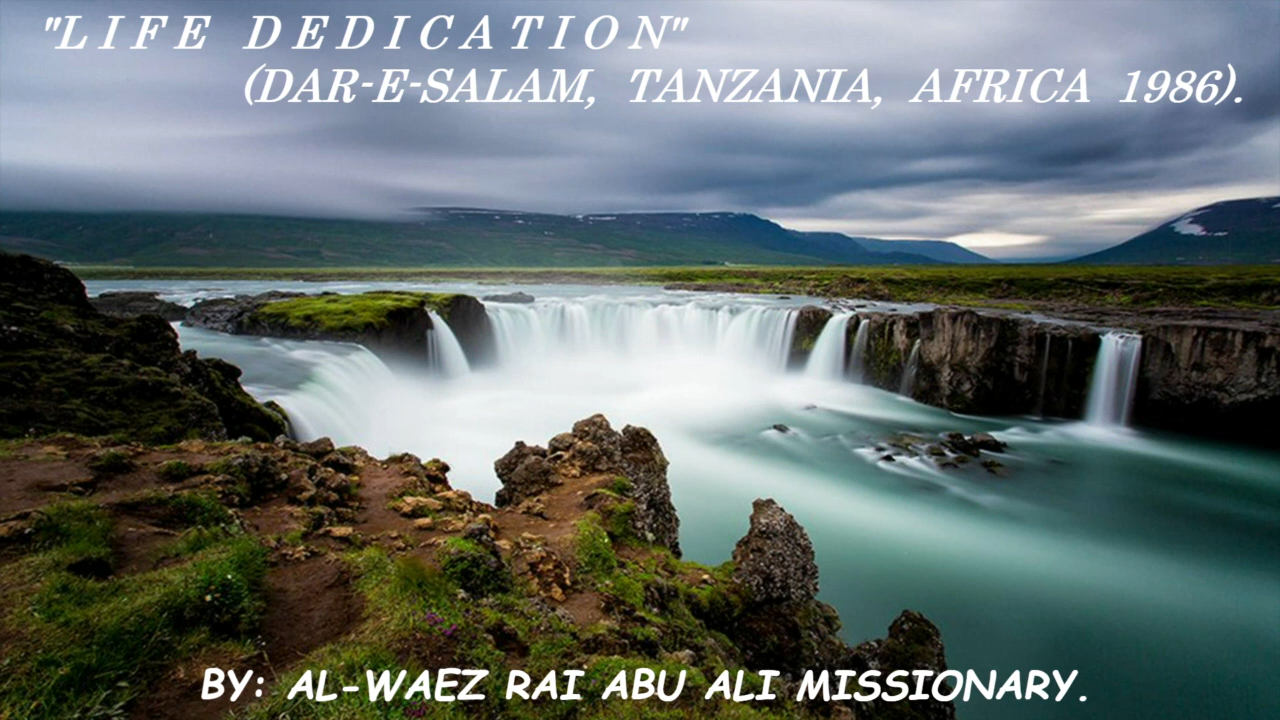 "LIFE DEDICATION"
(DAR-E-SALAM, TANZANIA, AFRICA 1986).
BY: AL-WAEZ RAI ABU ALI MISSIONARY.